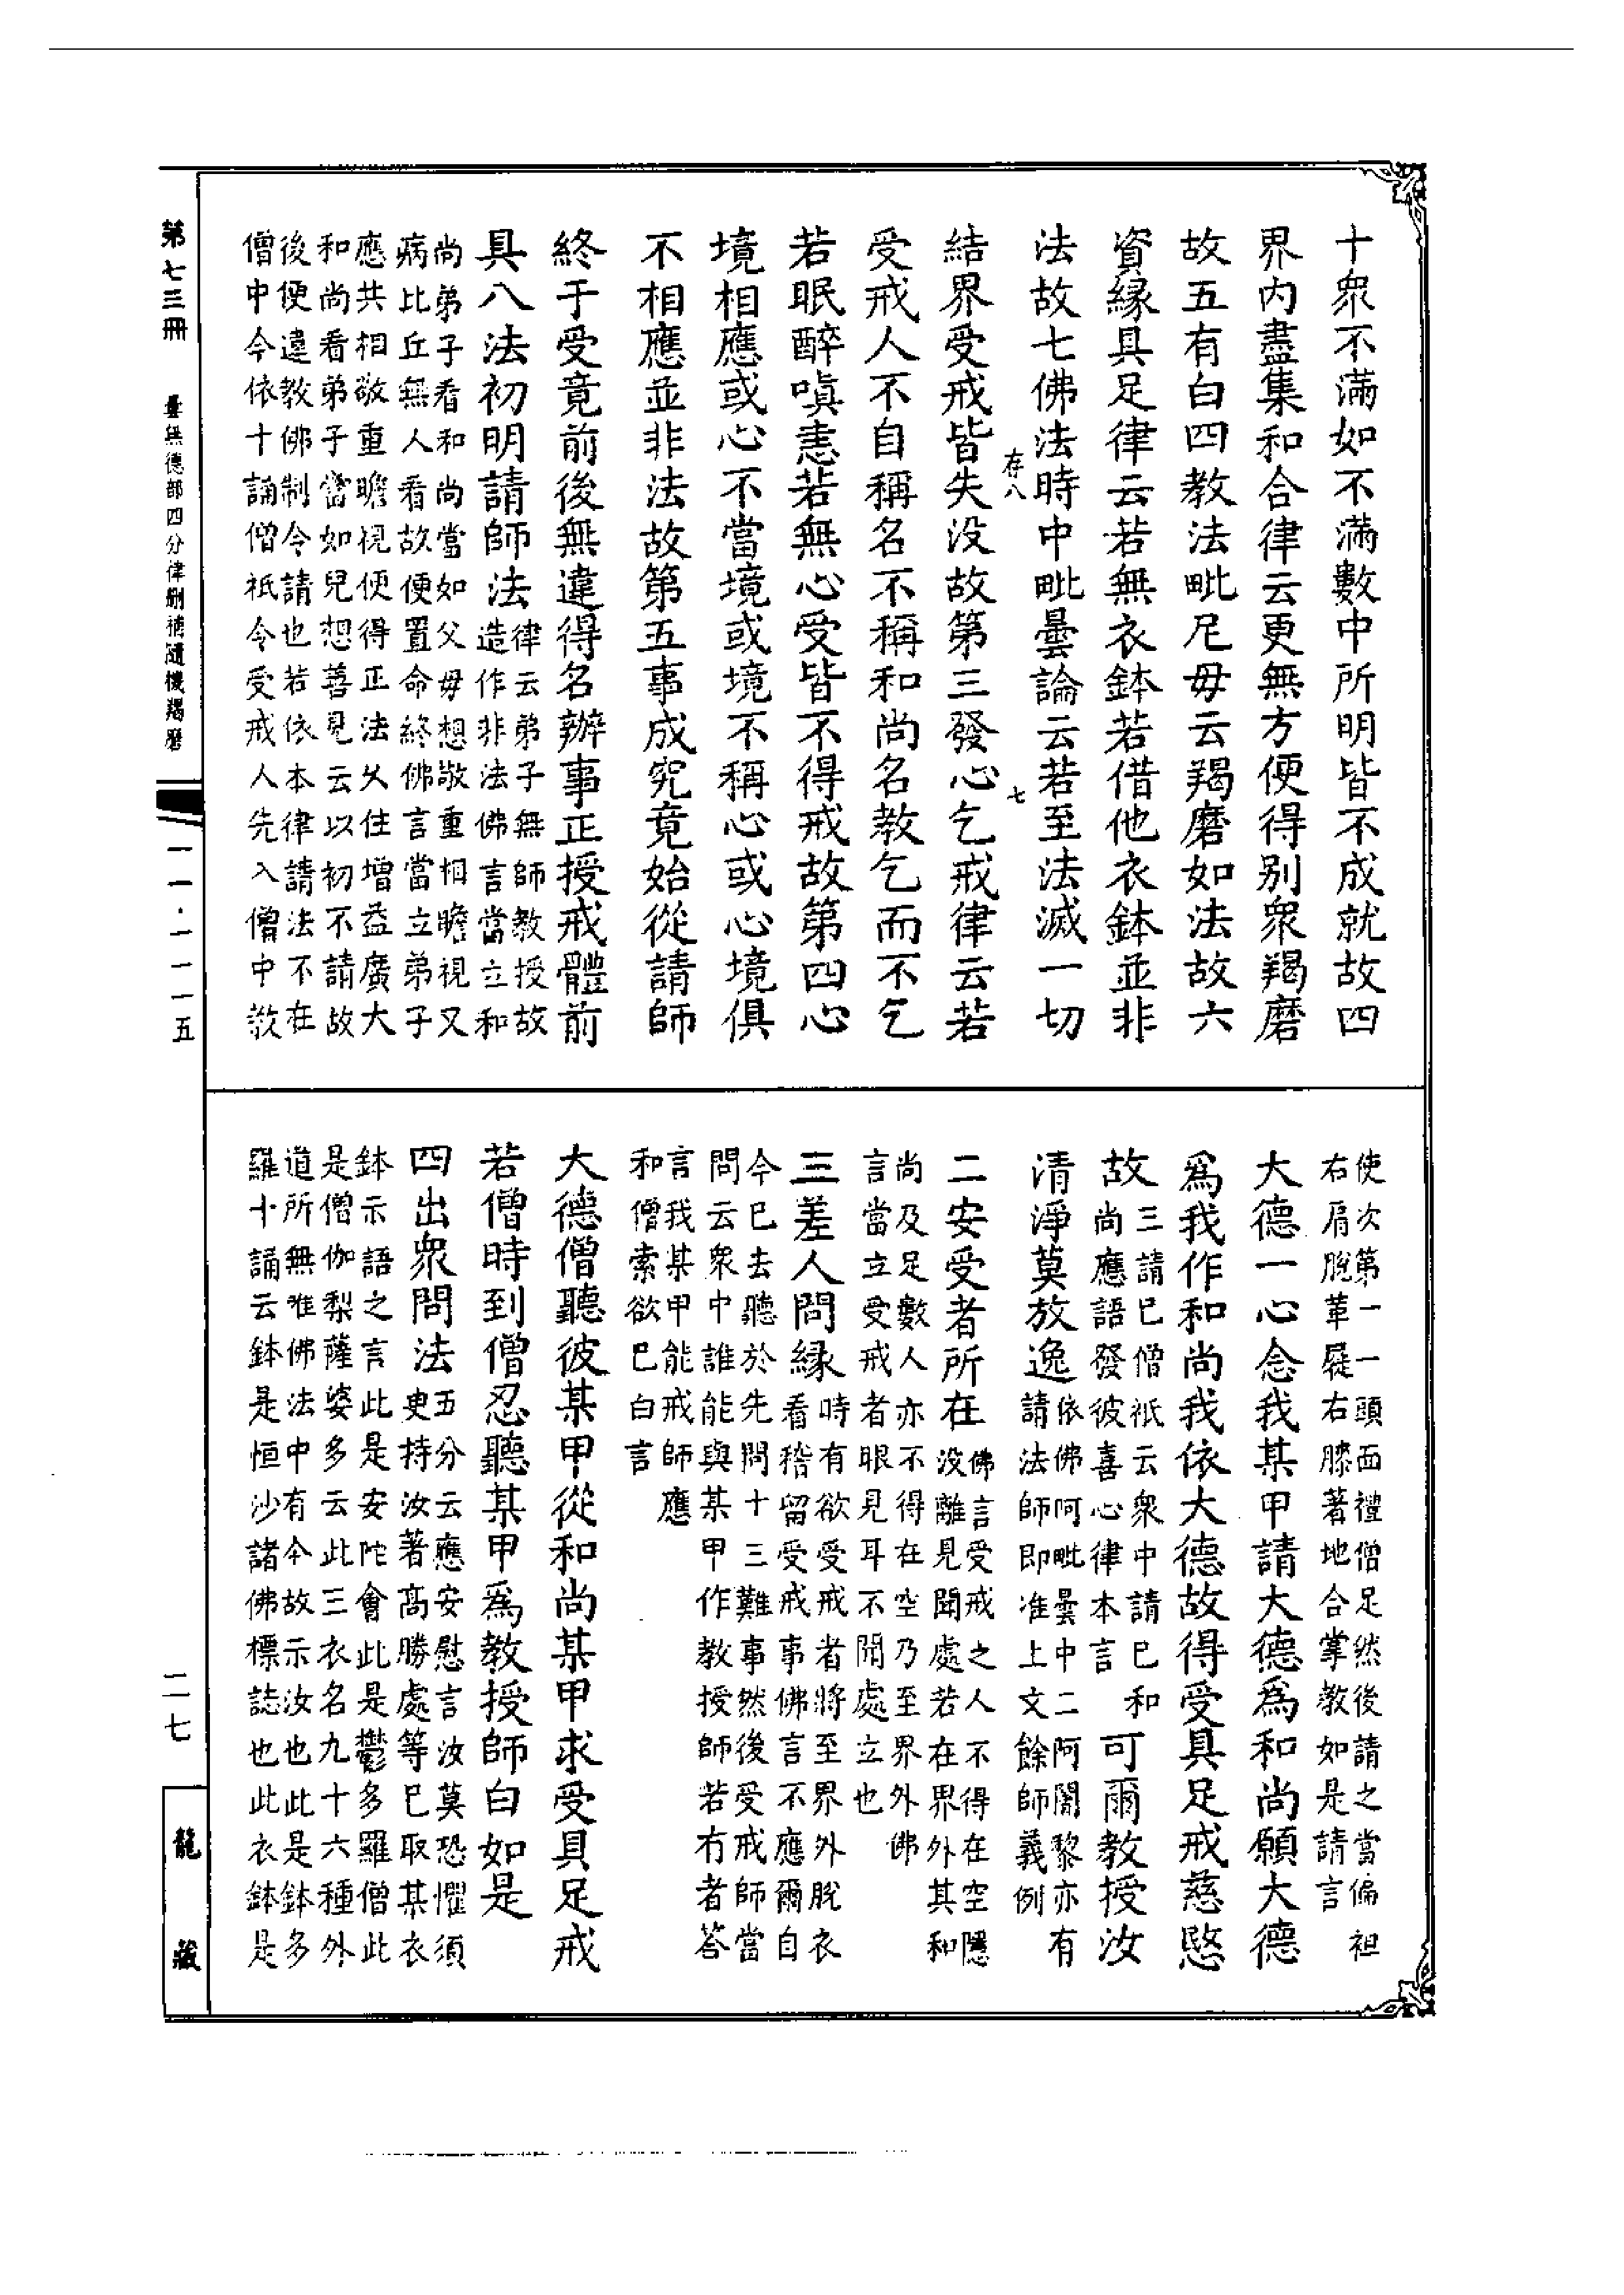 十衆不滿如不滿數中所明皆不成就故四
界内盡集和合律云更無方便得別衆羯磨
故五有白四教法毗尼毋云羯磨如法故六
資緣具足律云若無衣鉢若借他衣鉢並非
法故七佛法時中毗曇論云若至法滅一切
存八
七
結界受戒皆失没故第三發心乞戒律云若
受戒人不自稱名不稱和尚名教乞而不乞
若眠醉嗔恚若無心受皆不得戒故第四心
境相應或心不當境或境不稱心或心境俱
不相應並非法故第五事成究竟始從請師
終于受竟前後無違得名辦事正授戒體前
具八法初明請師法
律云弟子無師教授故
造作非法佛言當立和
尚弟子看和尚當如父毋想敬重相瞻視又
病比丘無人看故便置命終佛言當立弟子
應共相敬重瞻視便得正法久住增益廣大
和尚看弟子當如兒想善見云以初不請故
後便違教佛制令請也若依本律請法不在
僧中今依十誦僧祇令受戒人先入僧中教
使次第一一頭面禮僧足然後請之當偏袒
右肩脫革屣右膝著地合掌教如是請言
大德一心念我某甲請大德爲和尚願大德
爲我作和尚我依大德故得受具足戒慈愍
故
三請已僧祇云衆中請已和
尚應語發彼喜心律本言
可爾教授汝
清淨莫放逸
依佛阿毗曇中二阿闍黎亦有
請法師即准上文餘師義例
二安受者所在
佛言受戒之人不得在空隱
没離見聞處若在界外其和
尚及足數人亦不得在空乃至界外佛
言當立受戒者眼見耳不聞處立也
三差人問緣
時有欲受戒者將至界外脫衣
看稽留受戒事佛言不應爾自
今已去聽於先問十三難事然後受戒師當
問云衆中誰能與某甲作教授師若有者答
言我某甲能戒師應
和僧索欲已白言
大德僧聽彼某甲從和尚某甲求受具足戒
若僧時到僧忍聽某甲爲教授師白如是
四出衆問法
五分云應安慰言汝莫恐懼須
史持汝著高勝處等已取其衣
鉢示語之言此是安陀會此是鬱多羅僧此
是僧伽梨薩婆多云此三衣名九十六種外
道所無唯佛法中有今故示汝也此是鉢多
羅十誦云鉢是恒沙諸佛標誌也此衣鉢是
第七三冊
曇無德部四分律刪補隨機羯磨
一一·一一一五
二七
龍藏